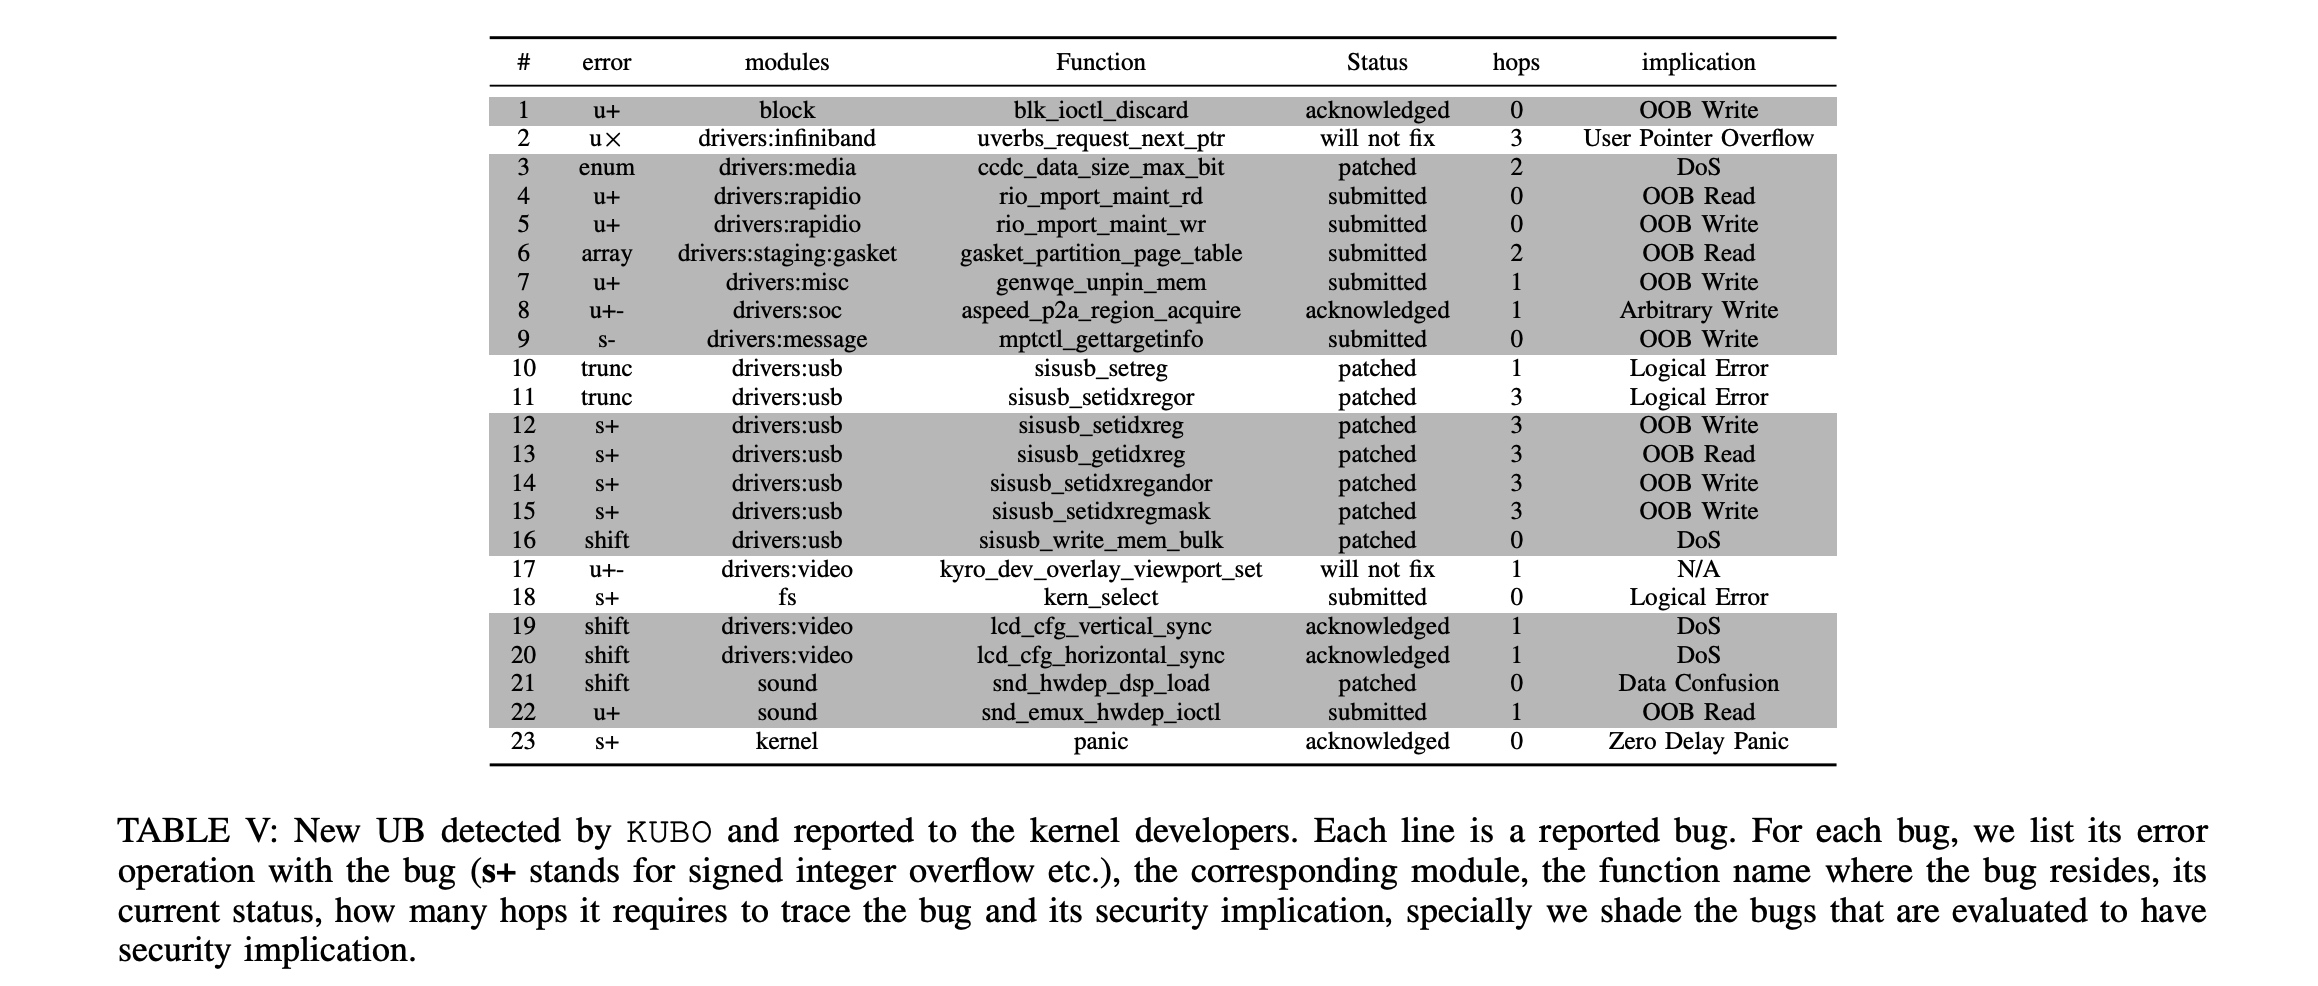 # error modules Function Status hops implication
1 u+ block blk_ioctl_discard acknowledged 0 OOB Write
2 u× drivers:infiniband uverbs_request_next_ptr will not fix 3 User Pointer Overflow
3 enum drivers:media ccdc_data_size_max_bit patched 2 DoS
4 u+ drivers:rapidio rio_mport_maint_rd submitted 0 OOB Read
5 u+ drivers:rapidio rio_mport_maint_wr submitted 0 OOB Write
6 array drivers:staging:gasket gasket_partition_page_table submitted 2 OOB Read
7 u+ drivers:misc genwqe_unpin_mem submitted 1 OOB Write
8 u+- drivers:soc aspeed_p2a_region_acquire acknowledged 1 Arbitrary Write
9 s- drivers:message mptctl_gettargetinfo submitted 0 OOB Write
10 trunc drivers:usb sisusb_setreg patched 1 Logical Error
11 trunc drivers:usb sisusb_setidxregor patched 3 Logical Error
12 s+ drivers:usb sisusb_setidxreg patched 3 OOB Write
13 s+ drivers:usb sisusb_getidxreg patched 3 OOB Read
14 s+ drivers:usb sisusb_setidxregandor patched 3 OOB Write
15 s+ drivers:usb sisusb_setidxregmask patched 3 OOB Write
16 shift drivers:usb sisusb_write_mem_bulk patched 0 DoS
17 u+- drivers:video kyro_dev_overlay_viewport_set will not fix 1 N/A
18 s+ fs kern_select submitted 0 Logical Error
19 shift drivers:video lcd_cfg_vertical_sync acknowledged 1 DoS
20 shift drivers:video lcd_cfg_horizontal_sync acknowledged 1 DoS
21 shift sound snd_hwdep_dsp_load patched 0 Data Confusion
22 u+ sound snd_emux_hwdep_ioctl submitted 1 OOB Read
23 s+ kernel panic acknowledged 0 Zero Delay Panic
TABLE V: New UB detected by KUBO and reported to the kernel developers. Each line is a reported bug. For each bug, we list its error
operation with the bug (s+ stands for signed integer overflow etc.), the corresponding module, the function name where the bug resides, its
current status, how many hops it requires to trace the bug and its security implication, specially we shade the bugs that are evaluated to have
security implication.